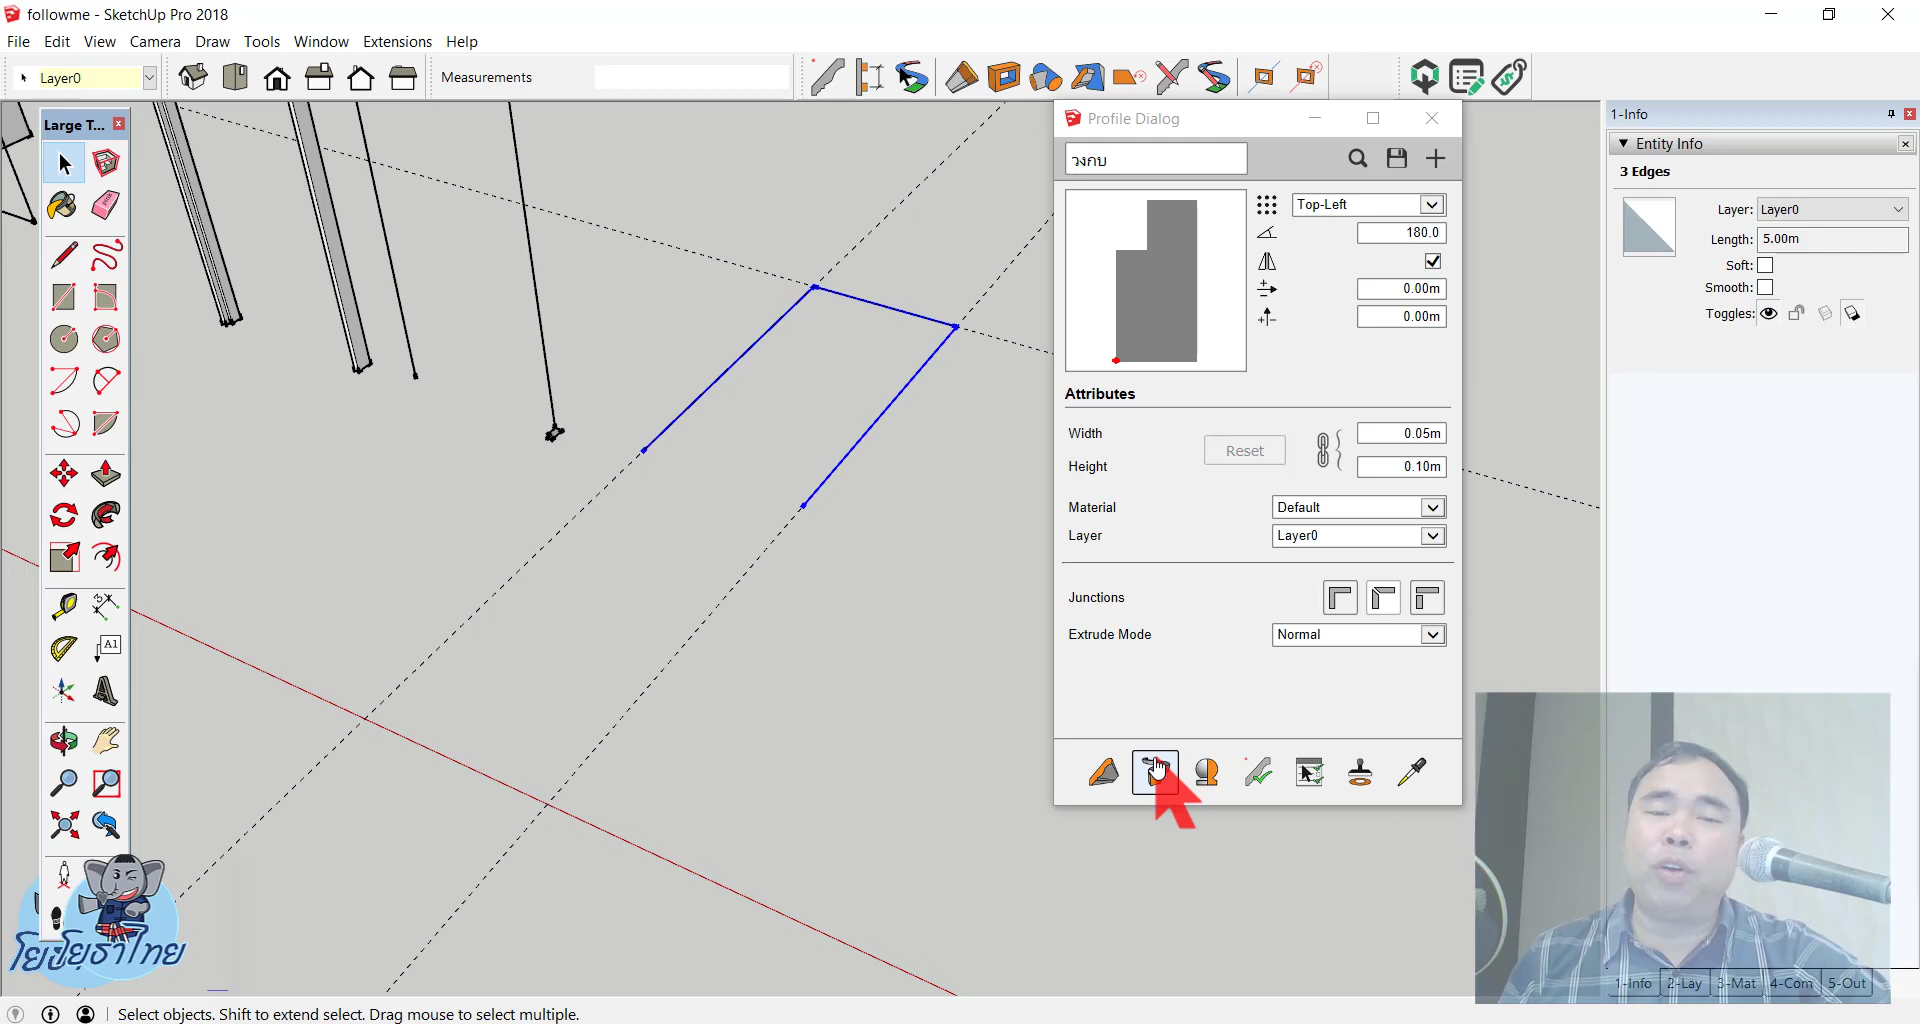 followme - SketchUp Pro 2018
File Edit View Camera Draw Tools Window Extensions Help
Layer0
Measurements
Large T...
A1
Profile Dialog
วงกบ
Top-Left
180.0
0.00m
0.00m
Attributes
Width
0.05m
Reset
Height
0.10m
Material
Default
Layer
Layer0
Junctions
Extrude Mode
Normal
1-Info
Entity Info
3 Edges
Layer: Layer0
Length: 5.00m
Soft:
Smooth:
Toggles:
1-Info 2-Lay 3-Mat 4-Com 5-Out
Select objects. Shift to extend select. Drag mouse to select multiple.